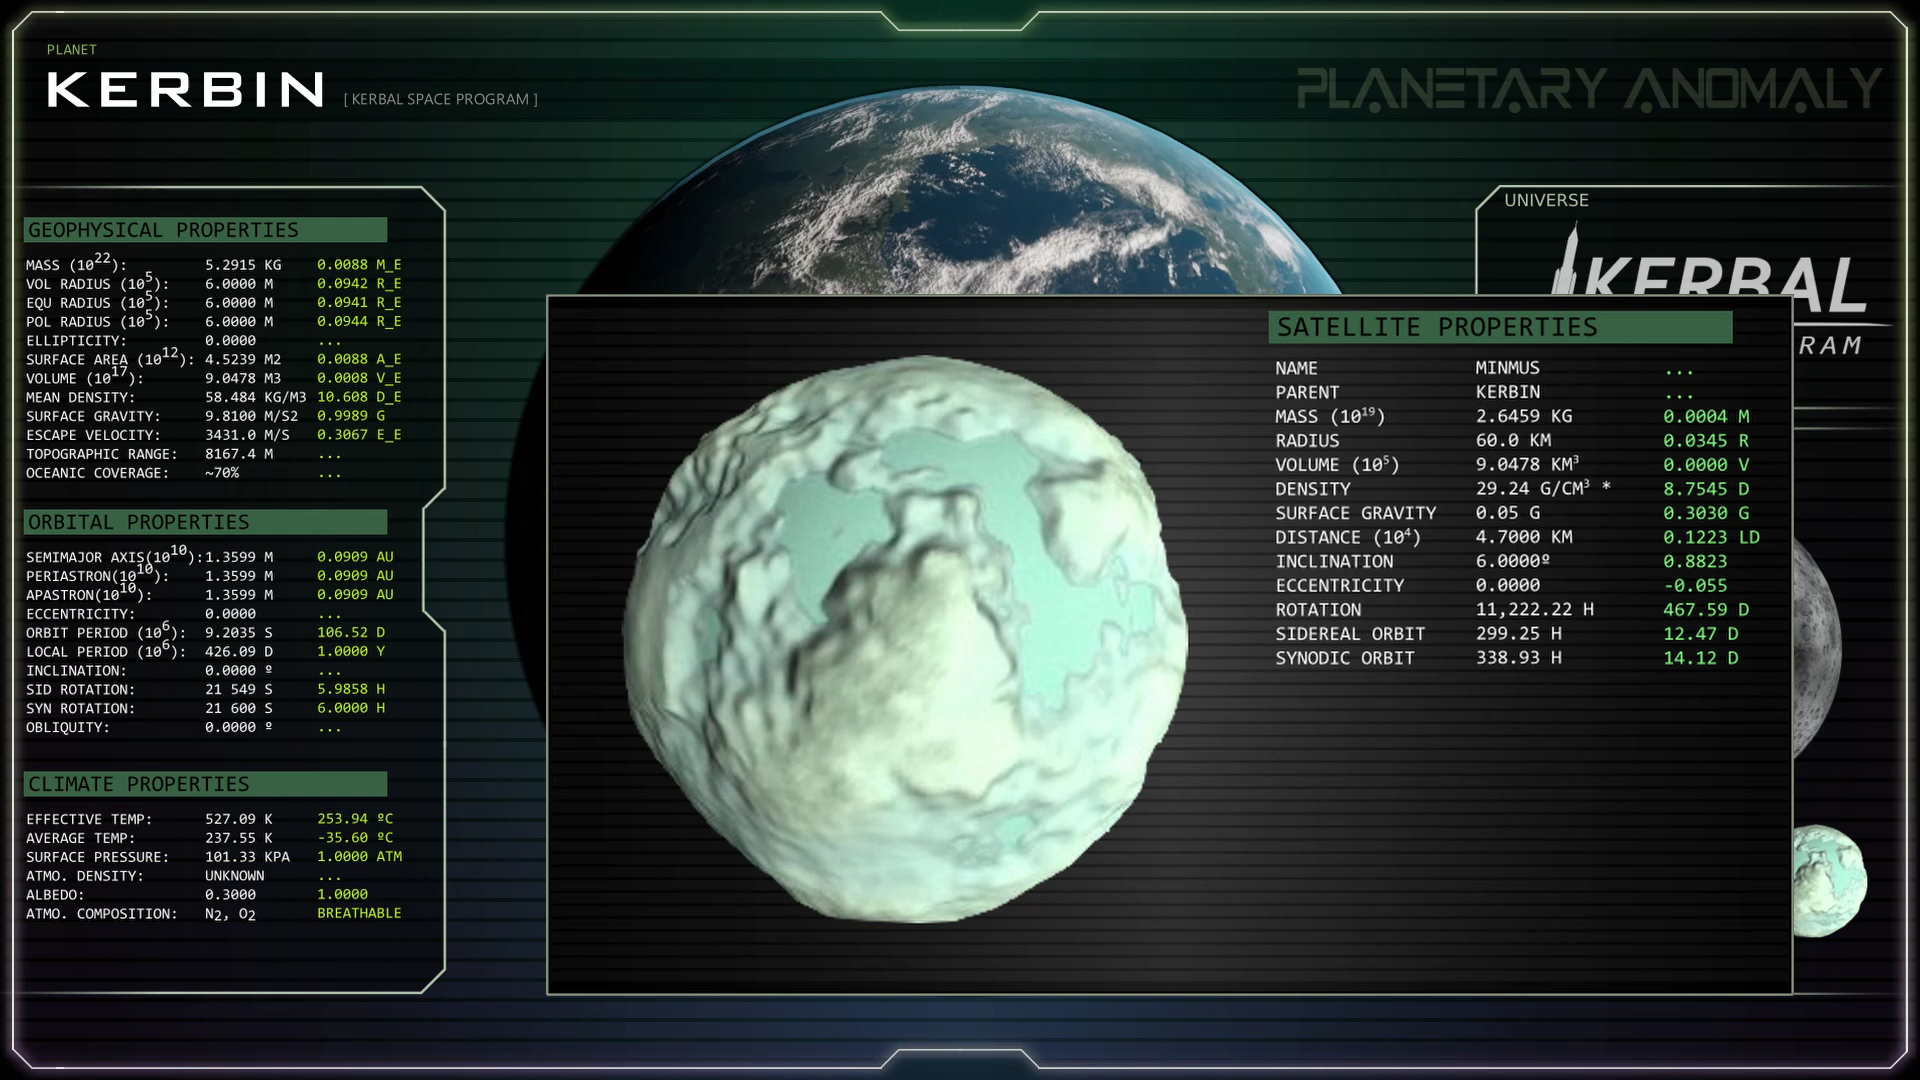 PLANET
KERBIN [ KERBAL SPACE PROGRAM ]
PLANETARY ANOMALY
GEOPHYSICAL PROPERTIES
MASS (10²²): 5.2915 KG 0.0088 M_E
VOL RADIUS (10⁵): 6.0000 M 0.0942 R_E
EQU RADIUS (10⁵): 6.0000 M 0.0941 R_E
POL RADIUS (10⁵): 6.0000 M 0.0944 R_E
ELLIPTICITY: 0.0000 ...
SURFACE AREA (10¹²): 4.5239 M2 0.0088 A_E
VOLUME (10¹⁷): 9.0478 M3 0.0008 V_E
MEAN DENSITY: 58.484 KG/M3 10.608 D_E
SURFACE GRAVITY: 9.8100 M/S2 0.9989 G
ESCAPE VELOCITY: 3431.0 M/S 0.3067 E_E
TOPOGRAPHIC RANGE: 8167.4 M ...
OCEANIC COVERAGE: ~70% ...
ORBITAL PROPERTIES
SEMIMAJOR AXIS(10¹⁰): 1.3599 M 0.0909 AU
PERIASTRON(10¹⁰): 1.3599 M 0.0909 AU
APASTRON(10¹⁰): 1.3599 M 0.0909 AU
ECCENTRICITY: 0.0000 ...
ORBIT PERIOD (10⁶): 9.2035 S 106.52 D
LOCAL PERIOD (10⁶): 426.09 D 1.0000 Y
INCLINATION: 0.0000 º ...
SID ROTATION: 21 549 S 5.9858 H
SYN ROTATION: 21 600 S 6.0000 H
OBLIQUITY: 0.0000 º ...
CLIMATE PROPERTIES
EFFECTIVE TEMP: 527.09 K 253.94 ºC
AVERAGE TEMP: 237.55 K -35.60 ºC
SURFACE PRESSURE: 101.33 KPA 1.0000 ATM
ATMO. DENSITY: UNKNOWN ...
ALBEDO: 0.3000 1.0000
ATMO. COMPOSITION: N₂, O₂ BREATHABLE
UNIVERSE
KERBAL
RAM
SATELLITE PROPERTIES
NAME MINMUS ...
PARENT KERBIN ...
MASS (10¹⁹) 2.6459 KG 0.0004 M
RADIUS 60.0 KM 0.0345 R
VOLUME (10⁵) 9.0478 KM³ 0.0000 V
DENSITY 29.24 G/CM³ * 8.7545 D
SURFACE GRAVITY 0.05 G 0.3030 G
DISTANCE (10⁴) 4.7000 KM 0.1223 LD
INCLINATION 6.0000º 0.8823
ECCENTRICITY 0.0000 -0.055
ROTATION 11,222.22 H 467.59 D
SIDEREAL ORBIT 299.25 H 12.47 D
SYNODIC ORBIT 338.93 H 14.12 D